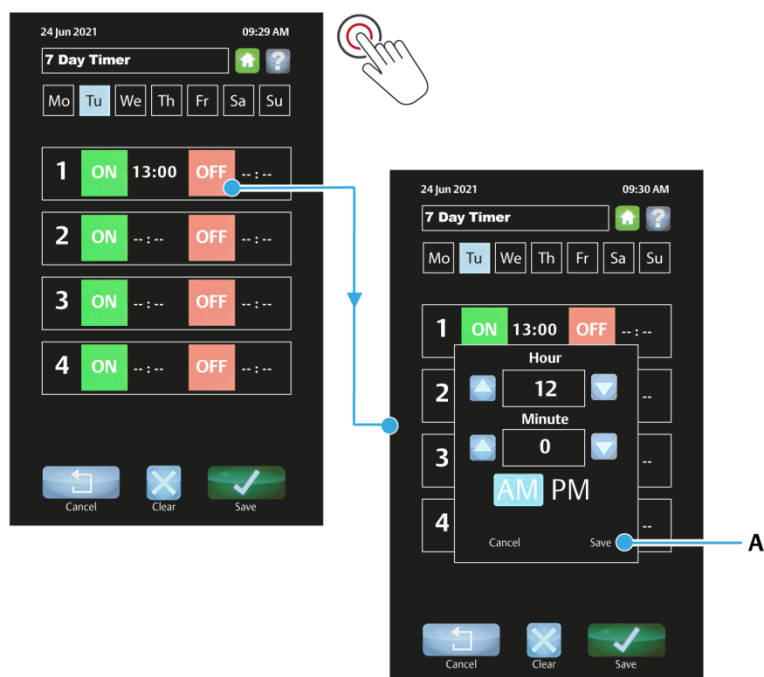 24 Jun 2021 09:29 AM
7 Day Timer ?
Mo Tu We Th Fr Sa Su
1 ON 13:00 OFF --:--
2 ON --:-- OFF --:--
3 ON --:-- OFF --:--
4 ON --:-- OFF --:--
Cancel Clear Save
24 Jun 2021 09:30 AM
7 Day Timer ?
Mo Tu We Th Fr Sa Su
1 ON 13:00 OFF --:--
Hour
2 12 --
Minute
3 0 --
AM PM
4 --
Cancel Save
A
Cancel Clear Save